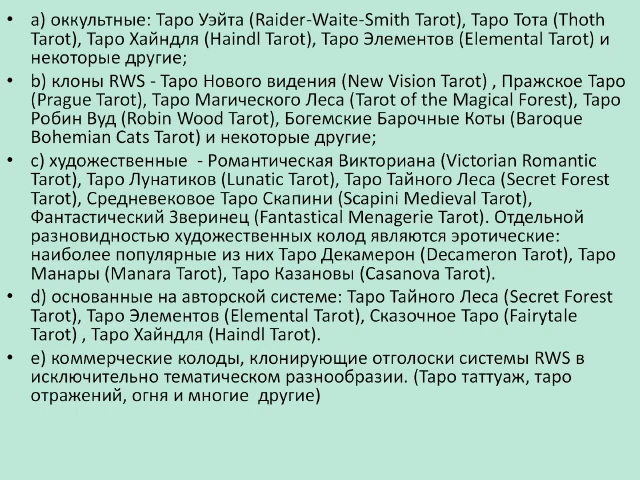 • a) оккультные: Таро Уэйта (Raider-Waite-Smith Tarot), Таро Тота (Thoth
Tarot), Таро Хайндля (Haindl Tarot), Таро Элементов (Elemental Tarot) и
некоторые другие;
• b) клоны RWS - Таро Нового видения (New Vision Tarot) , Пражское Таро
(Prague Tarot), Таро Магического Леса (Tarot of the Magical Forest), Таро
Робин Вуд (Robin Wood Tarot), Богемские Барочные Коты (Baroque
Bohemian Cats Tarot) и некоторые другие;
• c) художественные  - Романтическая Викториана (Victorian Romantic
Tarot), Таро Лунатиков (Lunatic Tarot), Таро Тайного Леса (Secret Forest
Tarot), Средневековое Таро Скапини (Scapini Medieval Tarot),
Фантастический Зверинец (Fantastical Menagerie Tarot). Отдельной
разновидностью художественных колод являются эротические:
наиболее популярные из них Таро Декамерон (Decameron Tarot), Таро
Манары (Manara Tarot), Таро Казановы (Casanova Tarot).
• d) основанные на авторской системе: Таро Тайного Леса (Secret Forest
Tarot), Таро Элементов (Elemental Tarot), Сказочное Таро (Fairytale
Tarot) , Таро Хайндля (Haindl Tarot).
• e) коммерческие колоды, клонирующие отголоски системы RWS в
исключительно тематическом разнообразии. (Таро таттуаж, таро
отражений, огня и многие  другие)